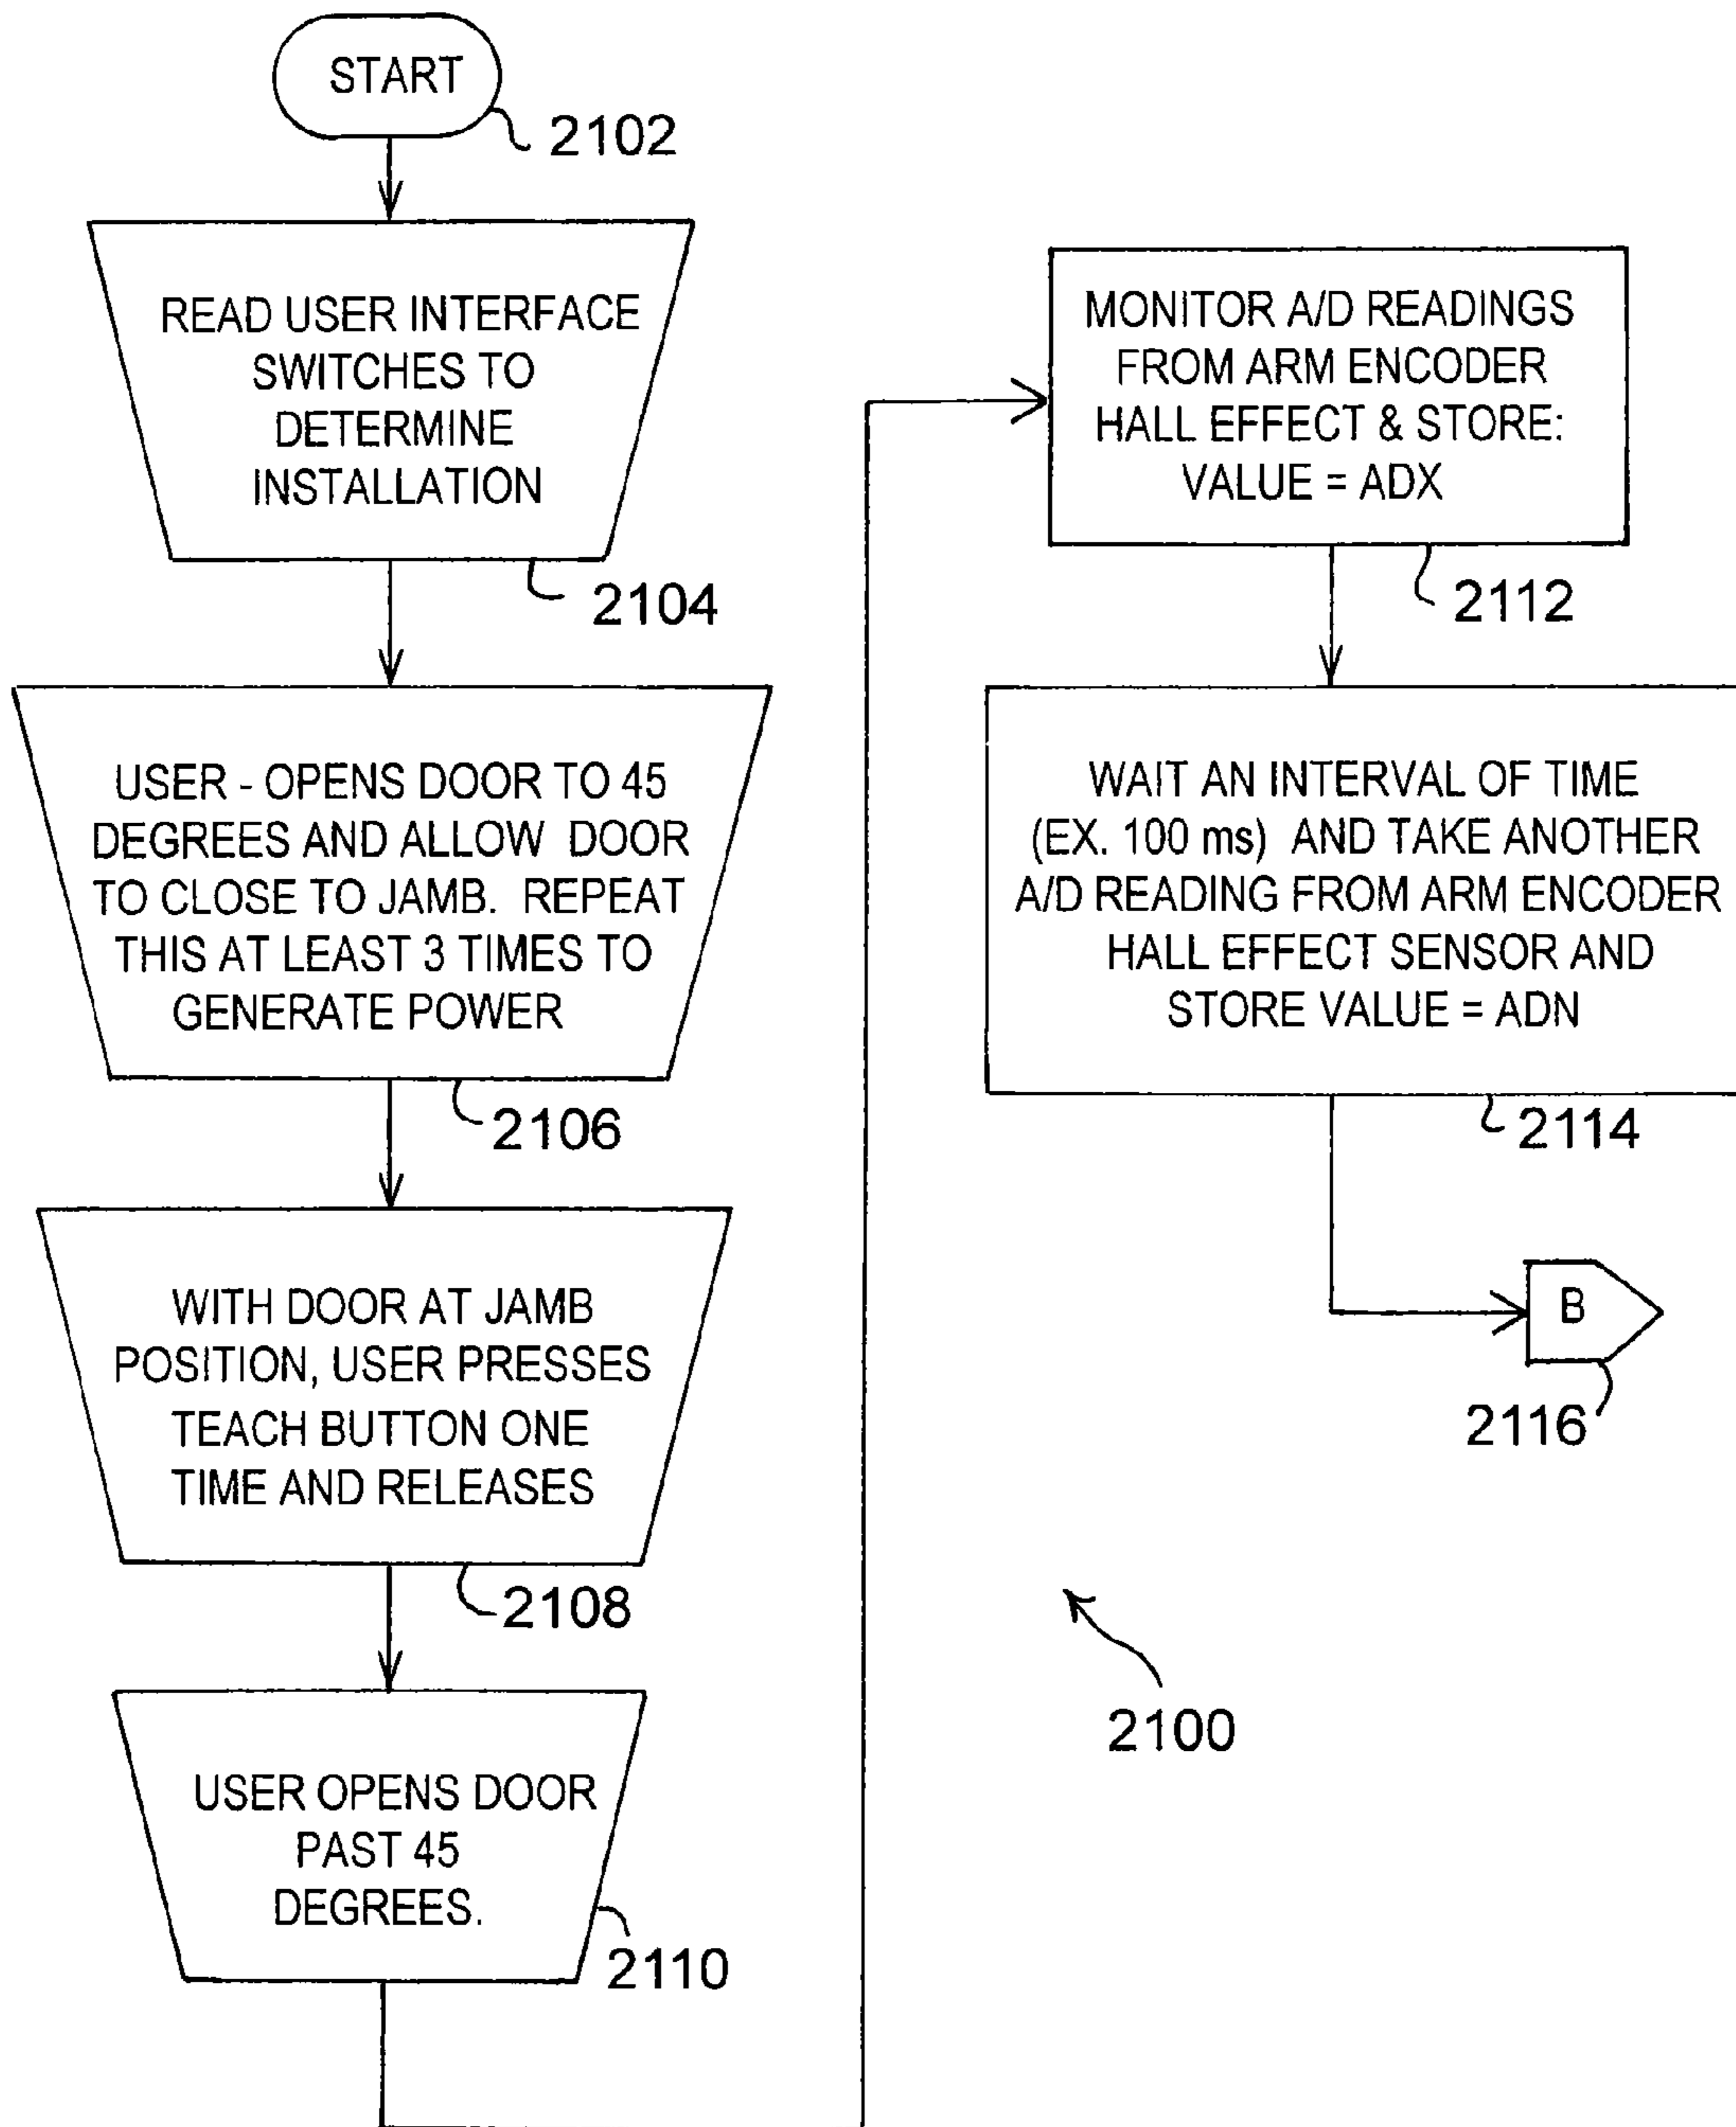 START
2102
READ USER INTERFACE
SWITCHES TO
DETERMINE
INSTALLATION
2104
USER - OPENS DOOR TO 45
DEGREES AND ALLOW DOOR
TO CLOSE TO JAMB. REPEAT
THIS AT LEAST 3 TIMES TO
GENERATE POWER
2106
WITH DOOR AT JAMB
POSITION, USER PRESSES
TEACH BUTTON ONE
TIME AND RELEASES
2108
USER OPENS DOOR
PAST 45
DEGREES.
2110
MONITOR A/D READINGS
FROM ARM ENCODER
HALL EFFECT & STORE:
VALUE = ADX
2112
WAIT AN INTERVAL OF TIME
(EX. 100 ms) AND TAKE ANOTHER
A/D READING FROM ARM ENCODER
HALL EFFECT SENSOR AND
STORE VALUE = ADN
2114
B
2116
2100